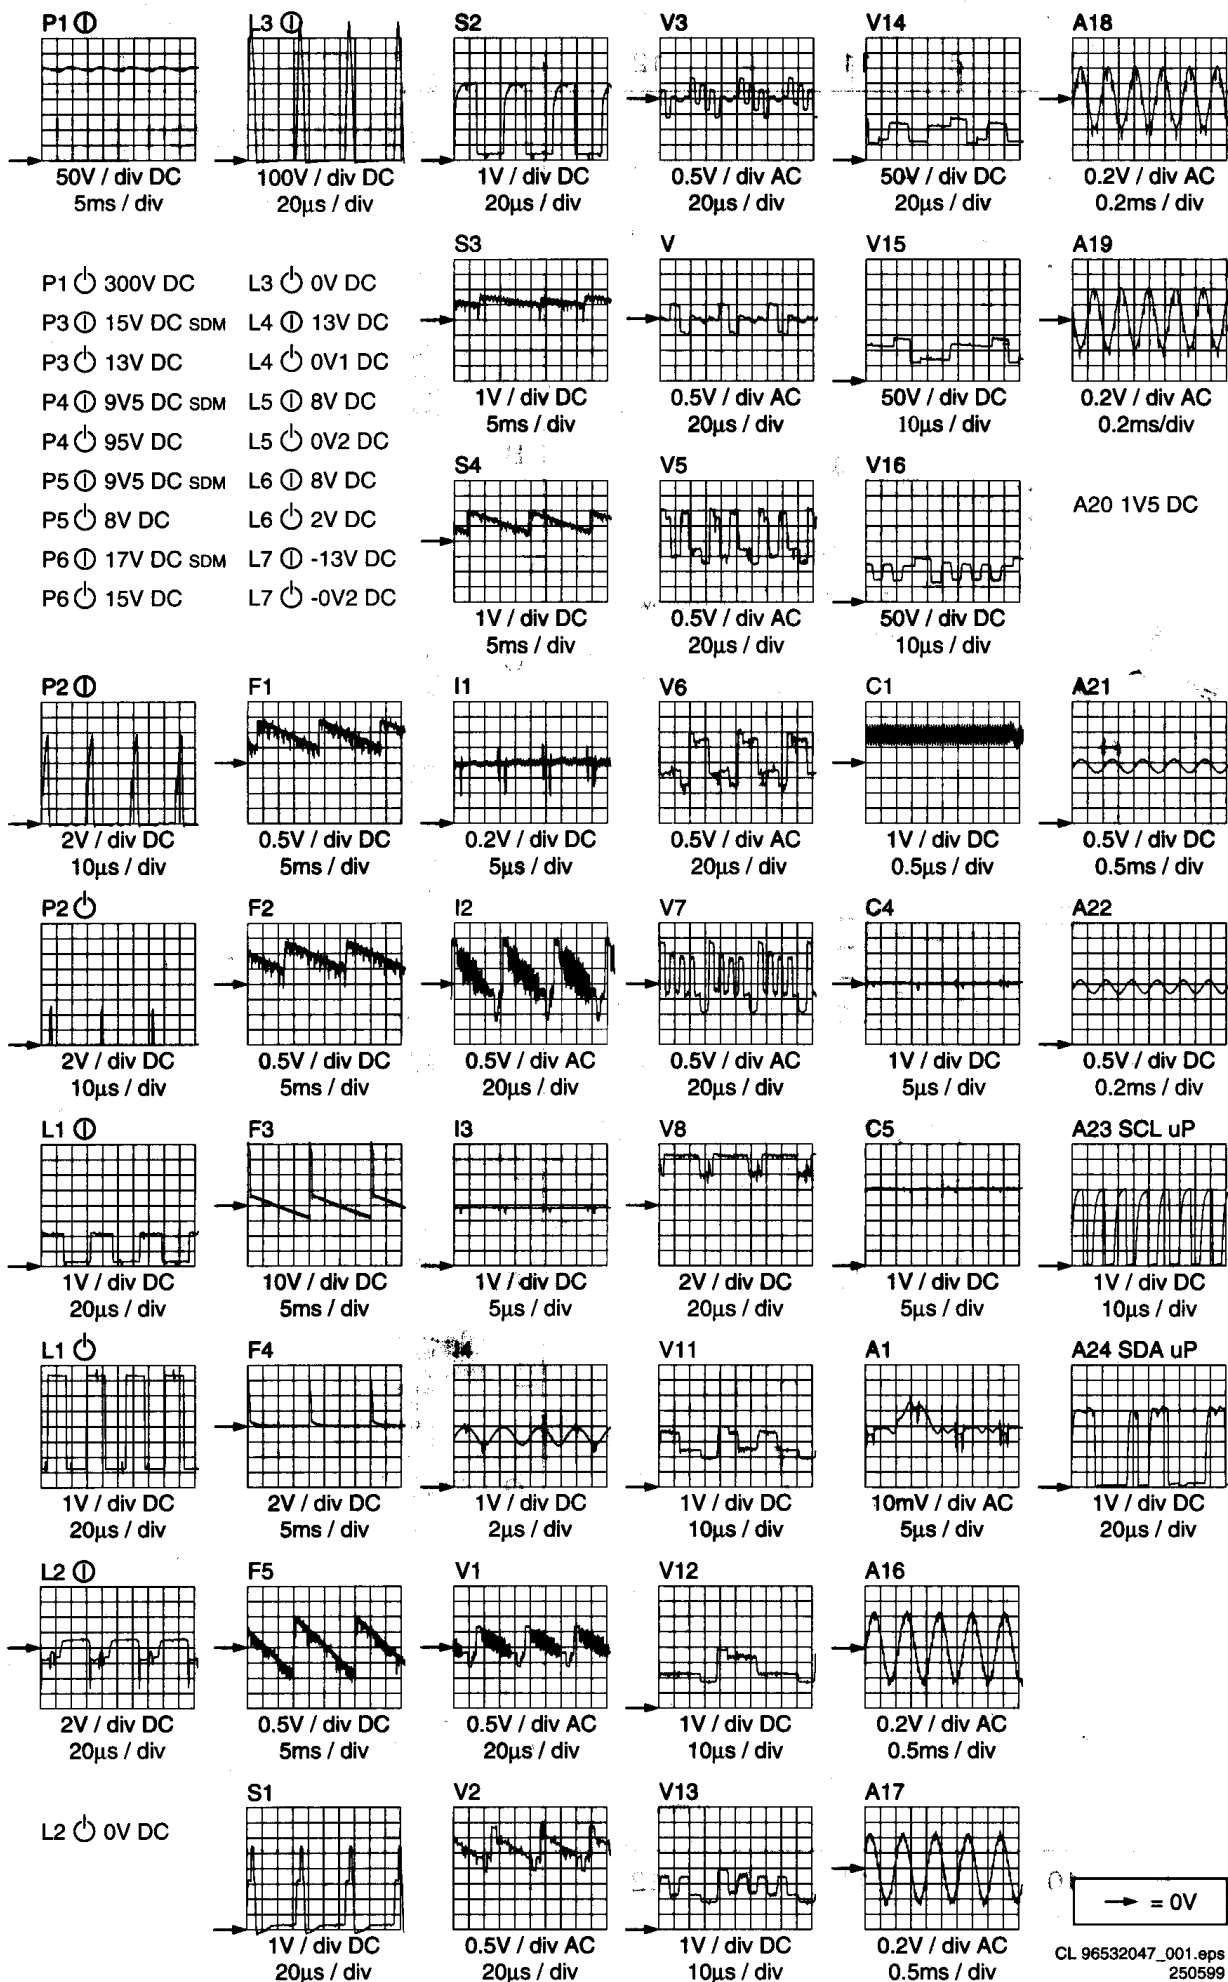 P1 ⏼
50V / div DC
5ms / div
L3 ⏼
100V / div DC
20µs / div
S2
1V / div DC
20µs / div
V3
0.5V / div AC
20µs / div
V14
50V / div DC
20µs / div
A18
0.2V / div AC
0.2ms / div
P1 ⏻ 300V DC
P3 ⏼ 15V DC SDM
P3 ⏻ 13V DC
P4 ⏼ 9V5 DC SDM
P4 ⏻ 95V DC
P5 ⏼ 9V5 DC SDM
P5 ⏻ 8V DC
P6 ⏼ 17V DC SDM
P6 ⏻ 15V DC
L3 ⏻ 0V DC
L4 ⏼ 13V DC
L4 ⏻ 0V1 DC
L5 ⏼ 8V DC
L5 ⏻ 0V2 DC
L6 ⏼ 8V DC
L6 ⏻ 2V DC
L7 ⏼ -13V DC
L7 ⏻ -0V2 DC
S3
1V / div DC
5ms / div
V
0.5V / div AC
20µs / div
V15
50V / div DC
10µs / div
A19
0.2V / div AC
0.2ms/div
S4
1V / div DC
5ms / div
V5
0.5V / div AC
20µs / div
V16
50V / div DC
10µs / div
A20 1V5 DC
P2 ⏼
2V / div DC
10µs / div
F1
0.5V / div DC
5ms / div
I1
0.2V / div DC
5µs / div
V6
0.5V / div AC
20µs / div
C1
1V / div DC
0.5µs / div
A21
0.5V / div DC
0.5ms / div
P2 ⏻
2V / div DC
10µs / div
F2
0.5V / div DC
5ms / div
I2
0.5V / div AC
20µs / div
V7
0.5V / div AC
20µs / div
C4
1V / div DC
5µs / div
A22
0.5V / div DC
0.2ms / div
L1 ⏼
1V / div DC
20µs / div
F3
10V / div DC
5ms / div
I3
1V / div DC
5µs / div
V8
2V / div DC
20µs / div
C5
1V / div DC
5µs / div
A23 SCL uP
1V / div DC
10µs / div
L1 ⏻
1V / div DC
20µs / div
F4
2V / div DC
5ms / div
I4
1V / div DC
2µs / div
V11
1V / div DC
10µs / div
A1
10mV / div AC
5µs / div
A24 SDA uP
1V / div DC
20µs / div
L2 ⏼
2V / div DC
20µs / div
F5
0.5V / div DC
5ms / div
V1
0.5V / div AC
20µs / div
V12
1V / div DC
10µs / div
A16
0.2V / div AC
0.5ms / div
L2 ⏻ 0V DC
S1
1V / div DC
20µs / div
V2
0.5V / div AC
20µs / div
V13
1V / div DC
10µs / div
A17
0.2V / div AC
0.5ms / div
→ = 0V
CL 96532047_001.eps
250599